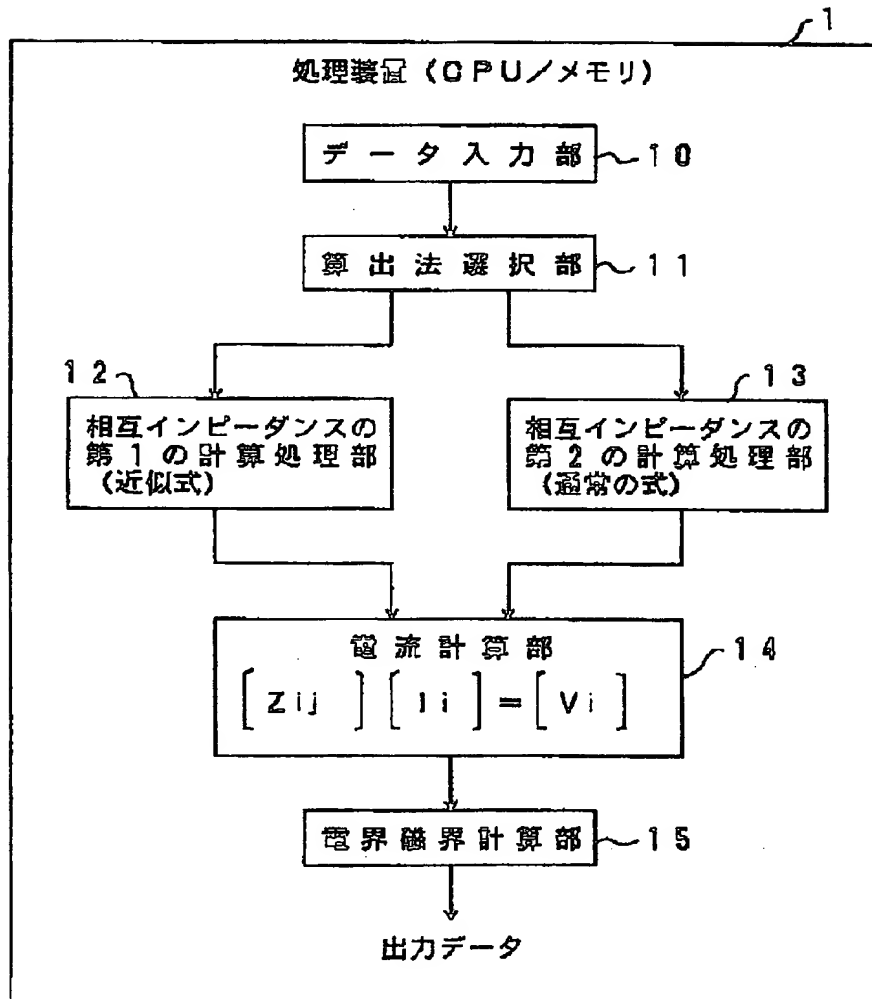 1
処理装置(CPU/メモリ)
データ入力部 10
算出法選択部 11
12
相互インピーダンスの
第1の計算処理部
(近似式)
13
相互インピーダンスの
第2の計算処理部
(通常の式)
電流計算部 14
[Zij][Ii]=[Vi]
電界磁界計算部 15
出力データ